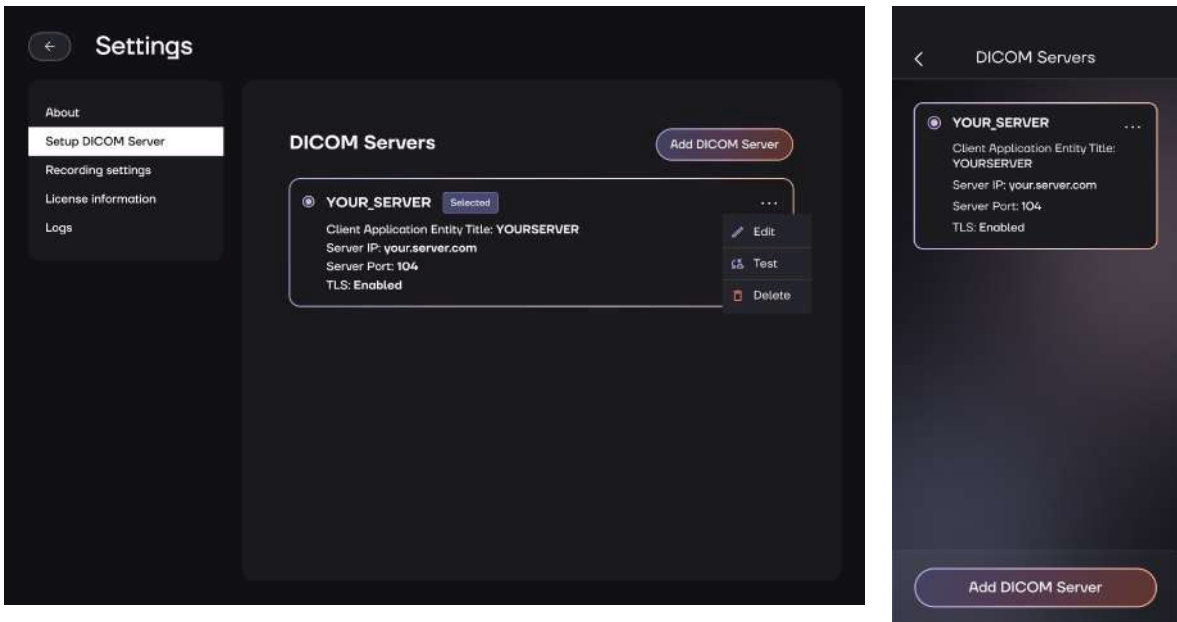 Settings
About
Setup DICOM Server
Recording settings
License information
Logs
DICOM Servers
Add DICOM Server
YOUR_SERVER Selected ...
Client Application Entity Title: YOURSERVER
Server IP: your.server.com
Server Port: 104
TLS: Enabled
Edit
Test
Delete
DICOM Servers
YOUR_SERVER ...
Client Application Entity Title:
YOURSERVER
Server IP: your.server.com
Server Port: 104
TLS: Enabled
Add DICOM Server